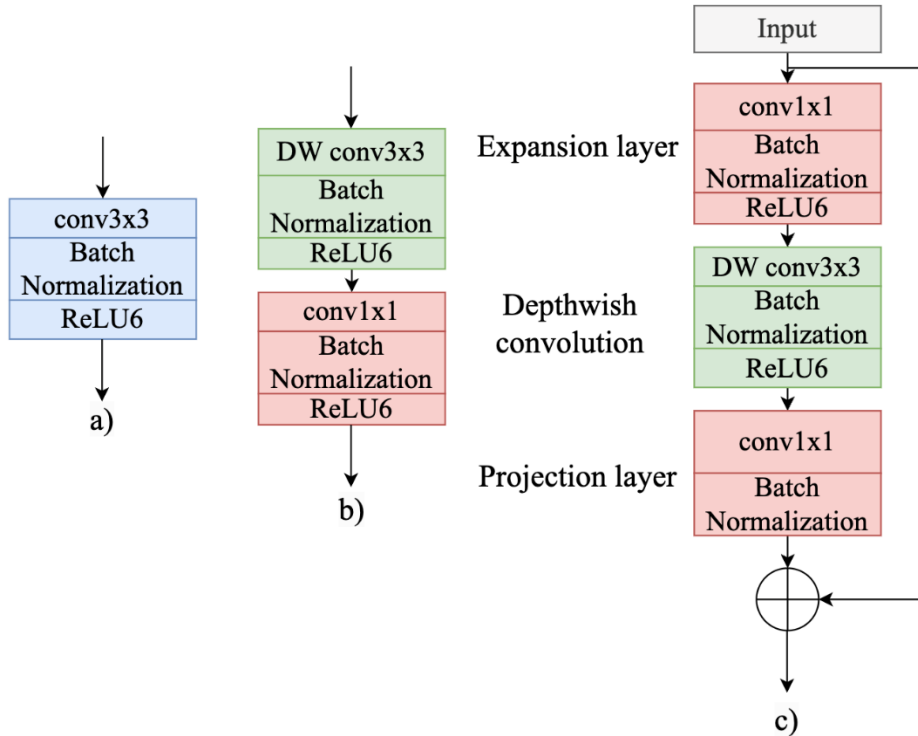 conv3x3
Batch
Normalization
ReLU6
a)
DW conv3x3
Batch
Normalization
ReLU6
conv1x1
Batch
Normalization
ReLU6
b)
Input
Expansion layer
conv1x1
Batch
Normalization
ReLU6
Depthwish
convolution
DW conv3x3
Batch
Normalization
ReLU6
Projection layer
conv1x1
Batch
Normalization
c)